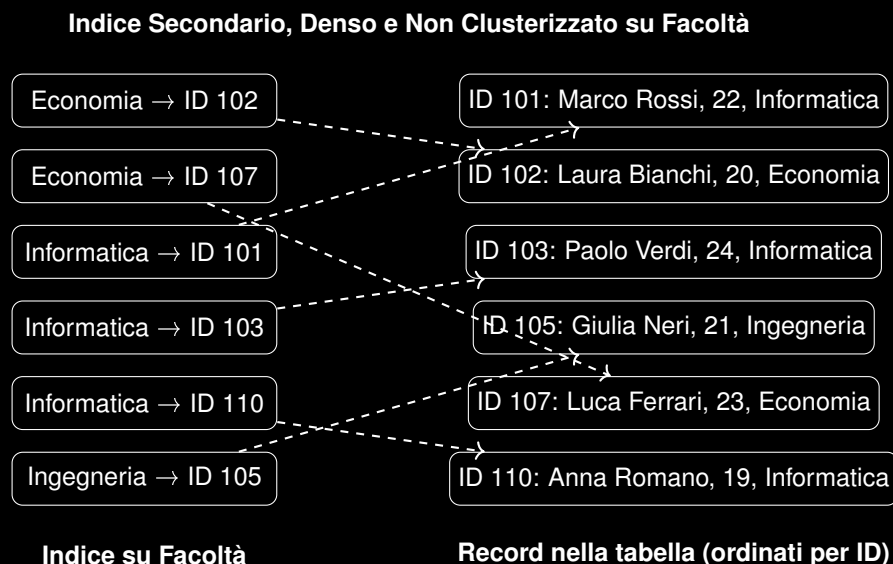 Indice Secondario, Denso e Non Clusterizzato su Facoltà
Economia → ID 102
Economia → ID 107
Informatica → ID 101
Informatica → ID 103
Informatica → ID 110
Ingegneria → ID 105
Indice su Facoltà
ID 101: Marco Rossi, 22, Informatica
ID 102: Laura Bianchi, 20, Economia
ID 103: Paolo Verdi, 24, Informatica
ID 105: Giulia Neri, 21, Ingegneria
ID 107: Luca Ferrari, 23, Economia
ID 110: Anna Romano, 19, Informatica
Record nella tabella (ordinati per ID)